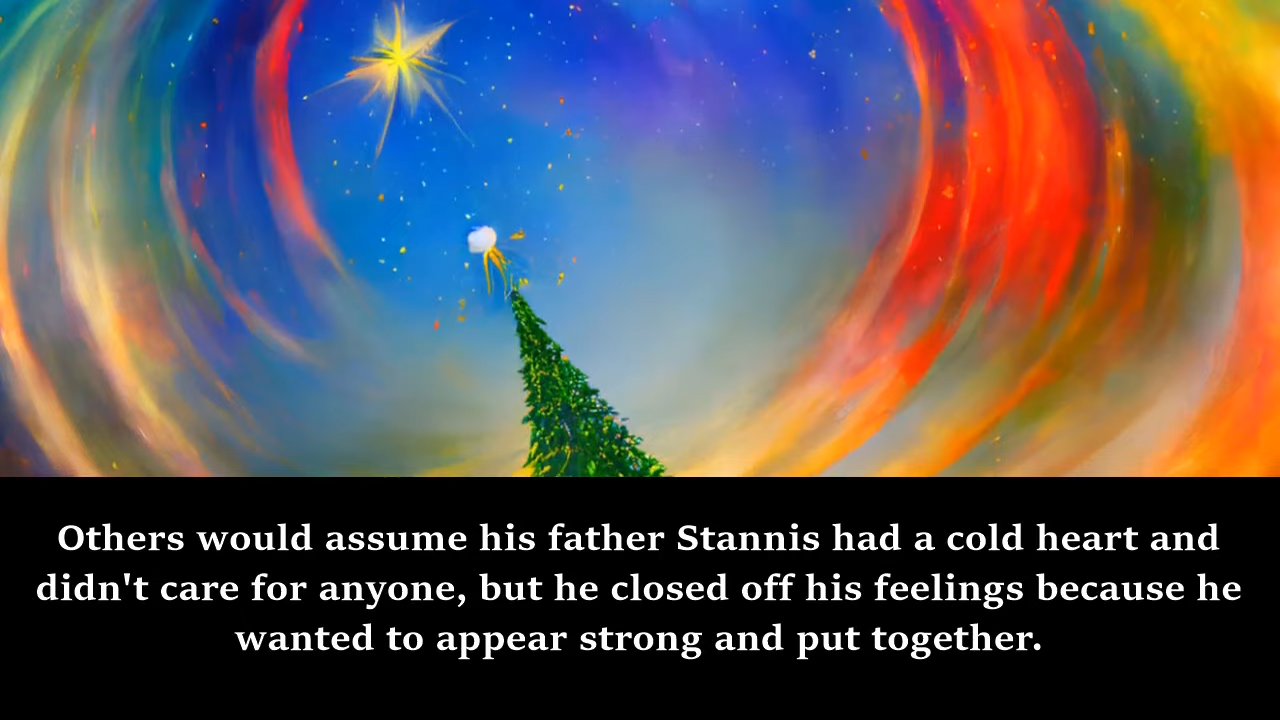 Others would assume his father Stannis had a cold heart and
didn't care for anyone, but he closed off his feelings because he
wanted to appear strong and put together.